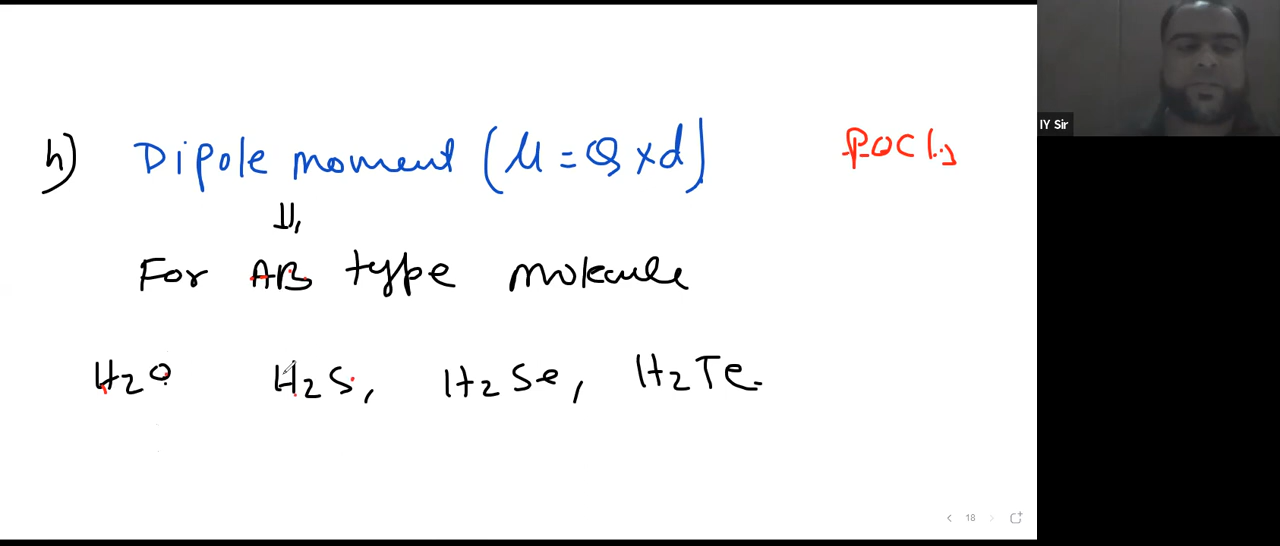 h) Dipole moment (μ = Q × d) POCl3
IY Sir
For AB type molecule
H2O H2S, H2Se, H2Te.
< 18 >